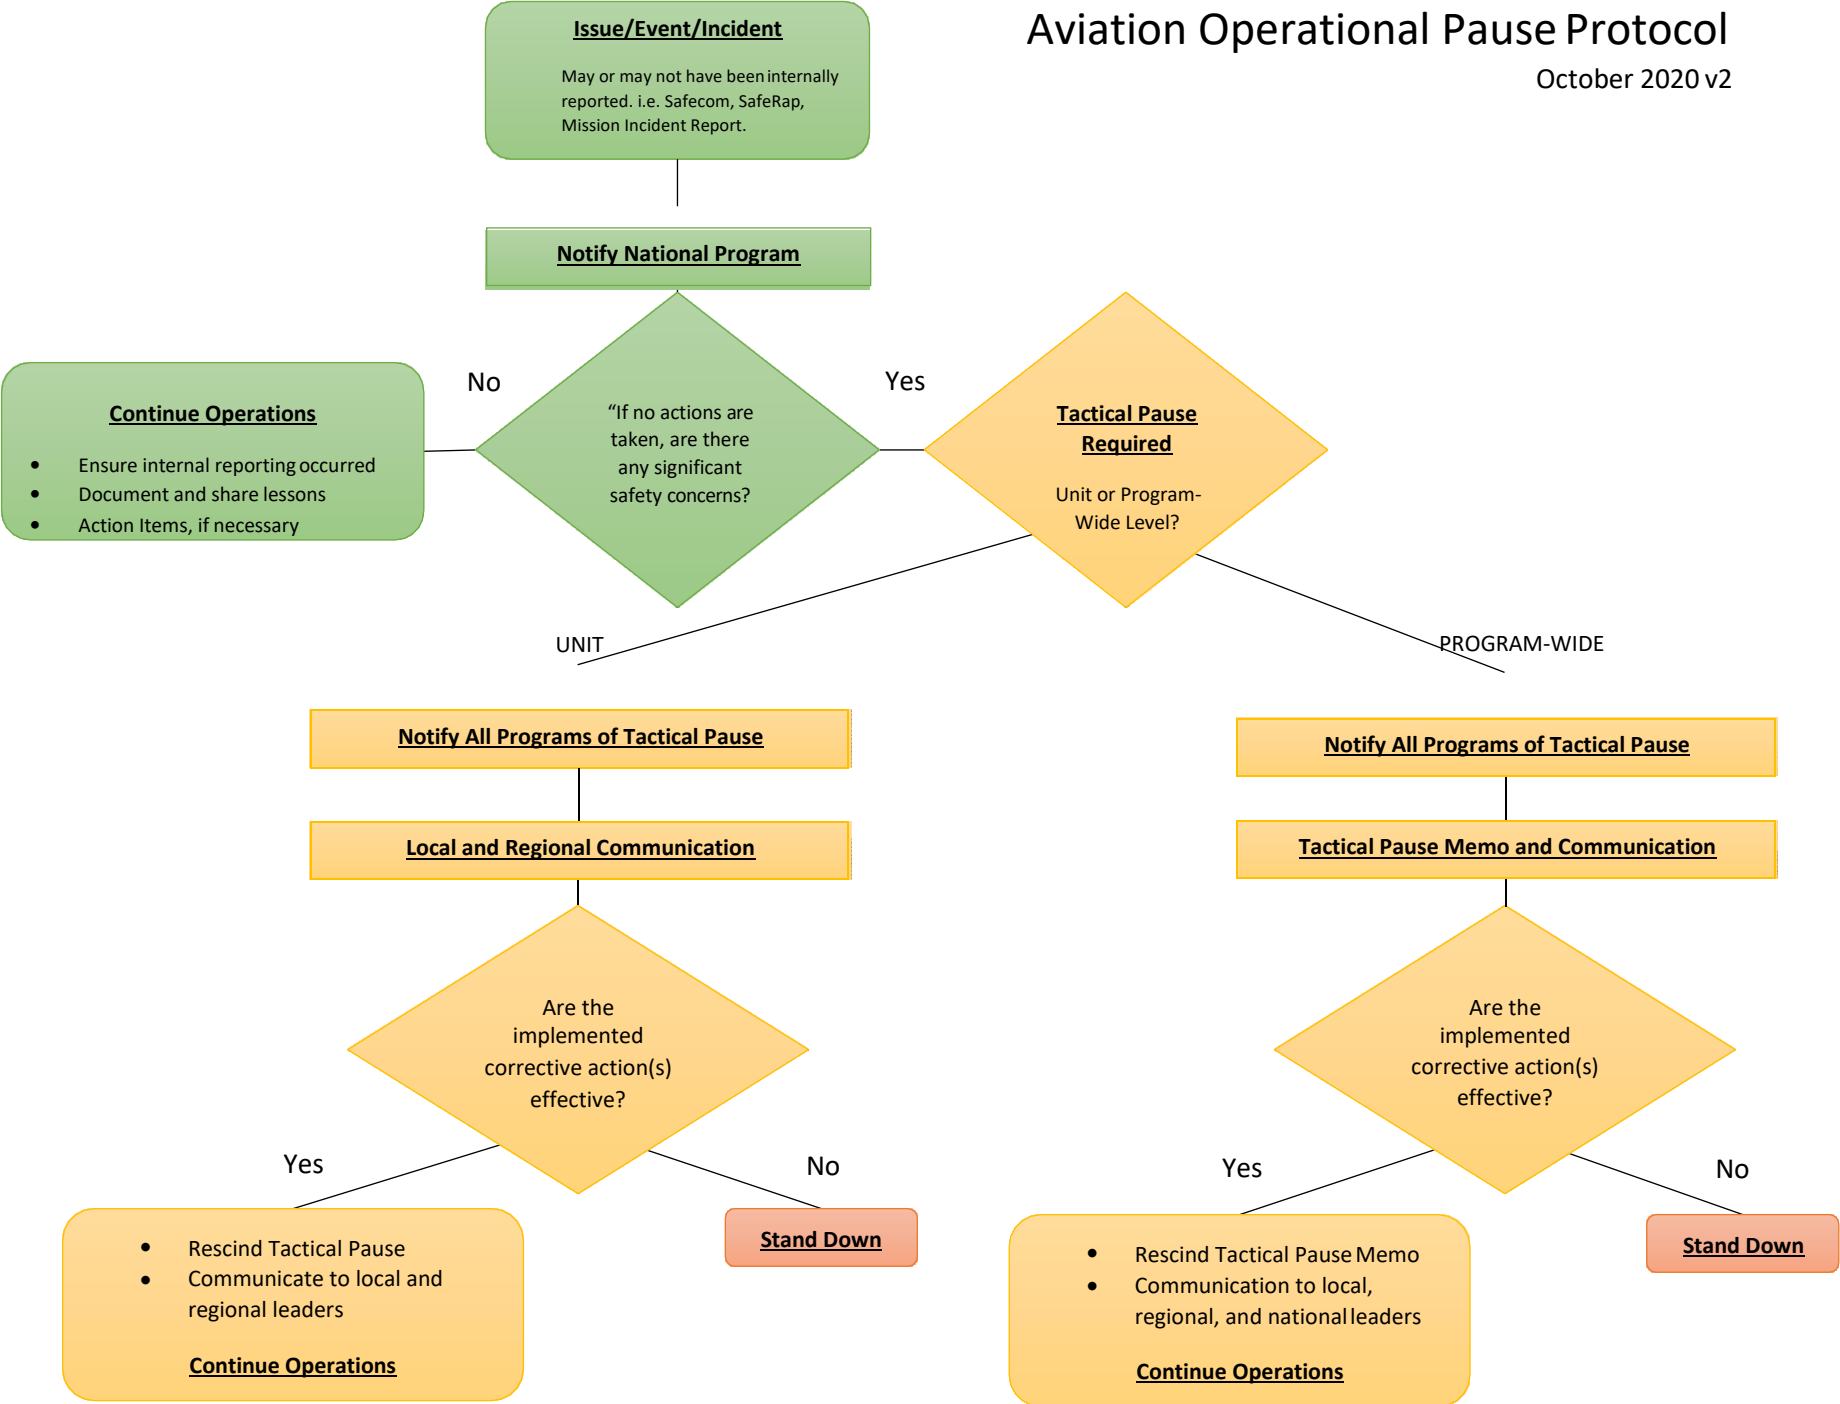 Aviation Operational Pause Protocol
October 2020 v2
Issue/Event/Incident
May or may not have been internally
reported. i.e. Safecom, SafeRap,
Mission Incident Report.
Notify National Program
No
Yes
Continue Operations
• Ensure internal reporting occurred
• Document and share lessons
• Action Items, if necessary
“If no actions are
taken, are there
any significant
safety concerns?
Tactical Pause
Required
Unit or Program-
Wide Level?
UNIT
PROGRAM-WIDE
Notify All Programs of Tactical Pause
Local and Regional Communication
Are the
implemented
corrective action(s)
effective?
Yes
No
• Rescind Tactical Pause
• Communicate to local and
regional leaders
Continue Operations
Stand Down
Notify All Programs of Tactical Pause
Tactical Pause Memo and Communication
Are the
implemented
corrective action(s)
effective?
Yes
No
• Rescind Tactical Pause Memo
• Communication to local,
regional, and national leaders
Continue Operations
Stand Down